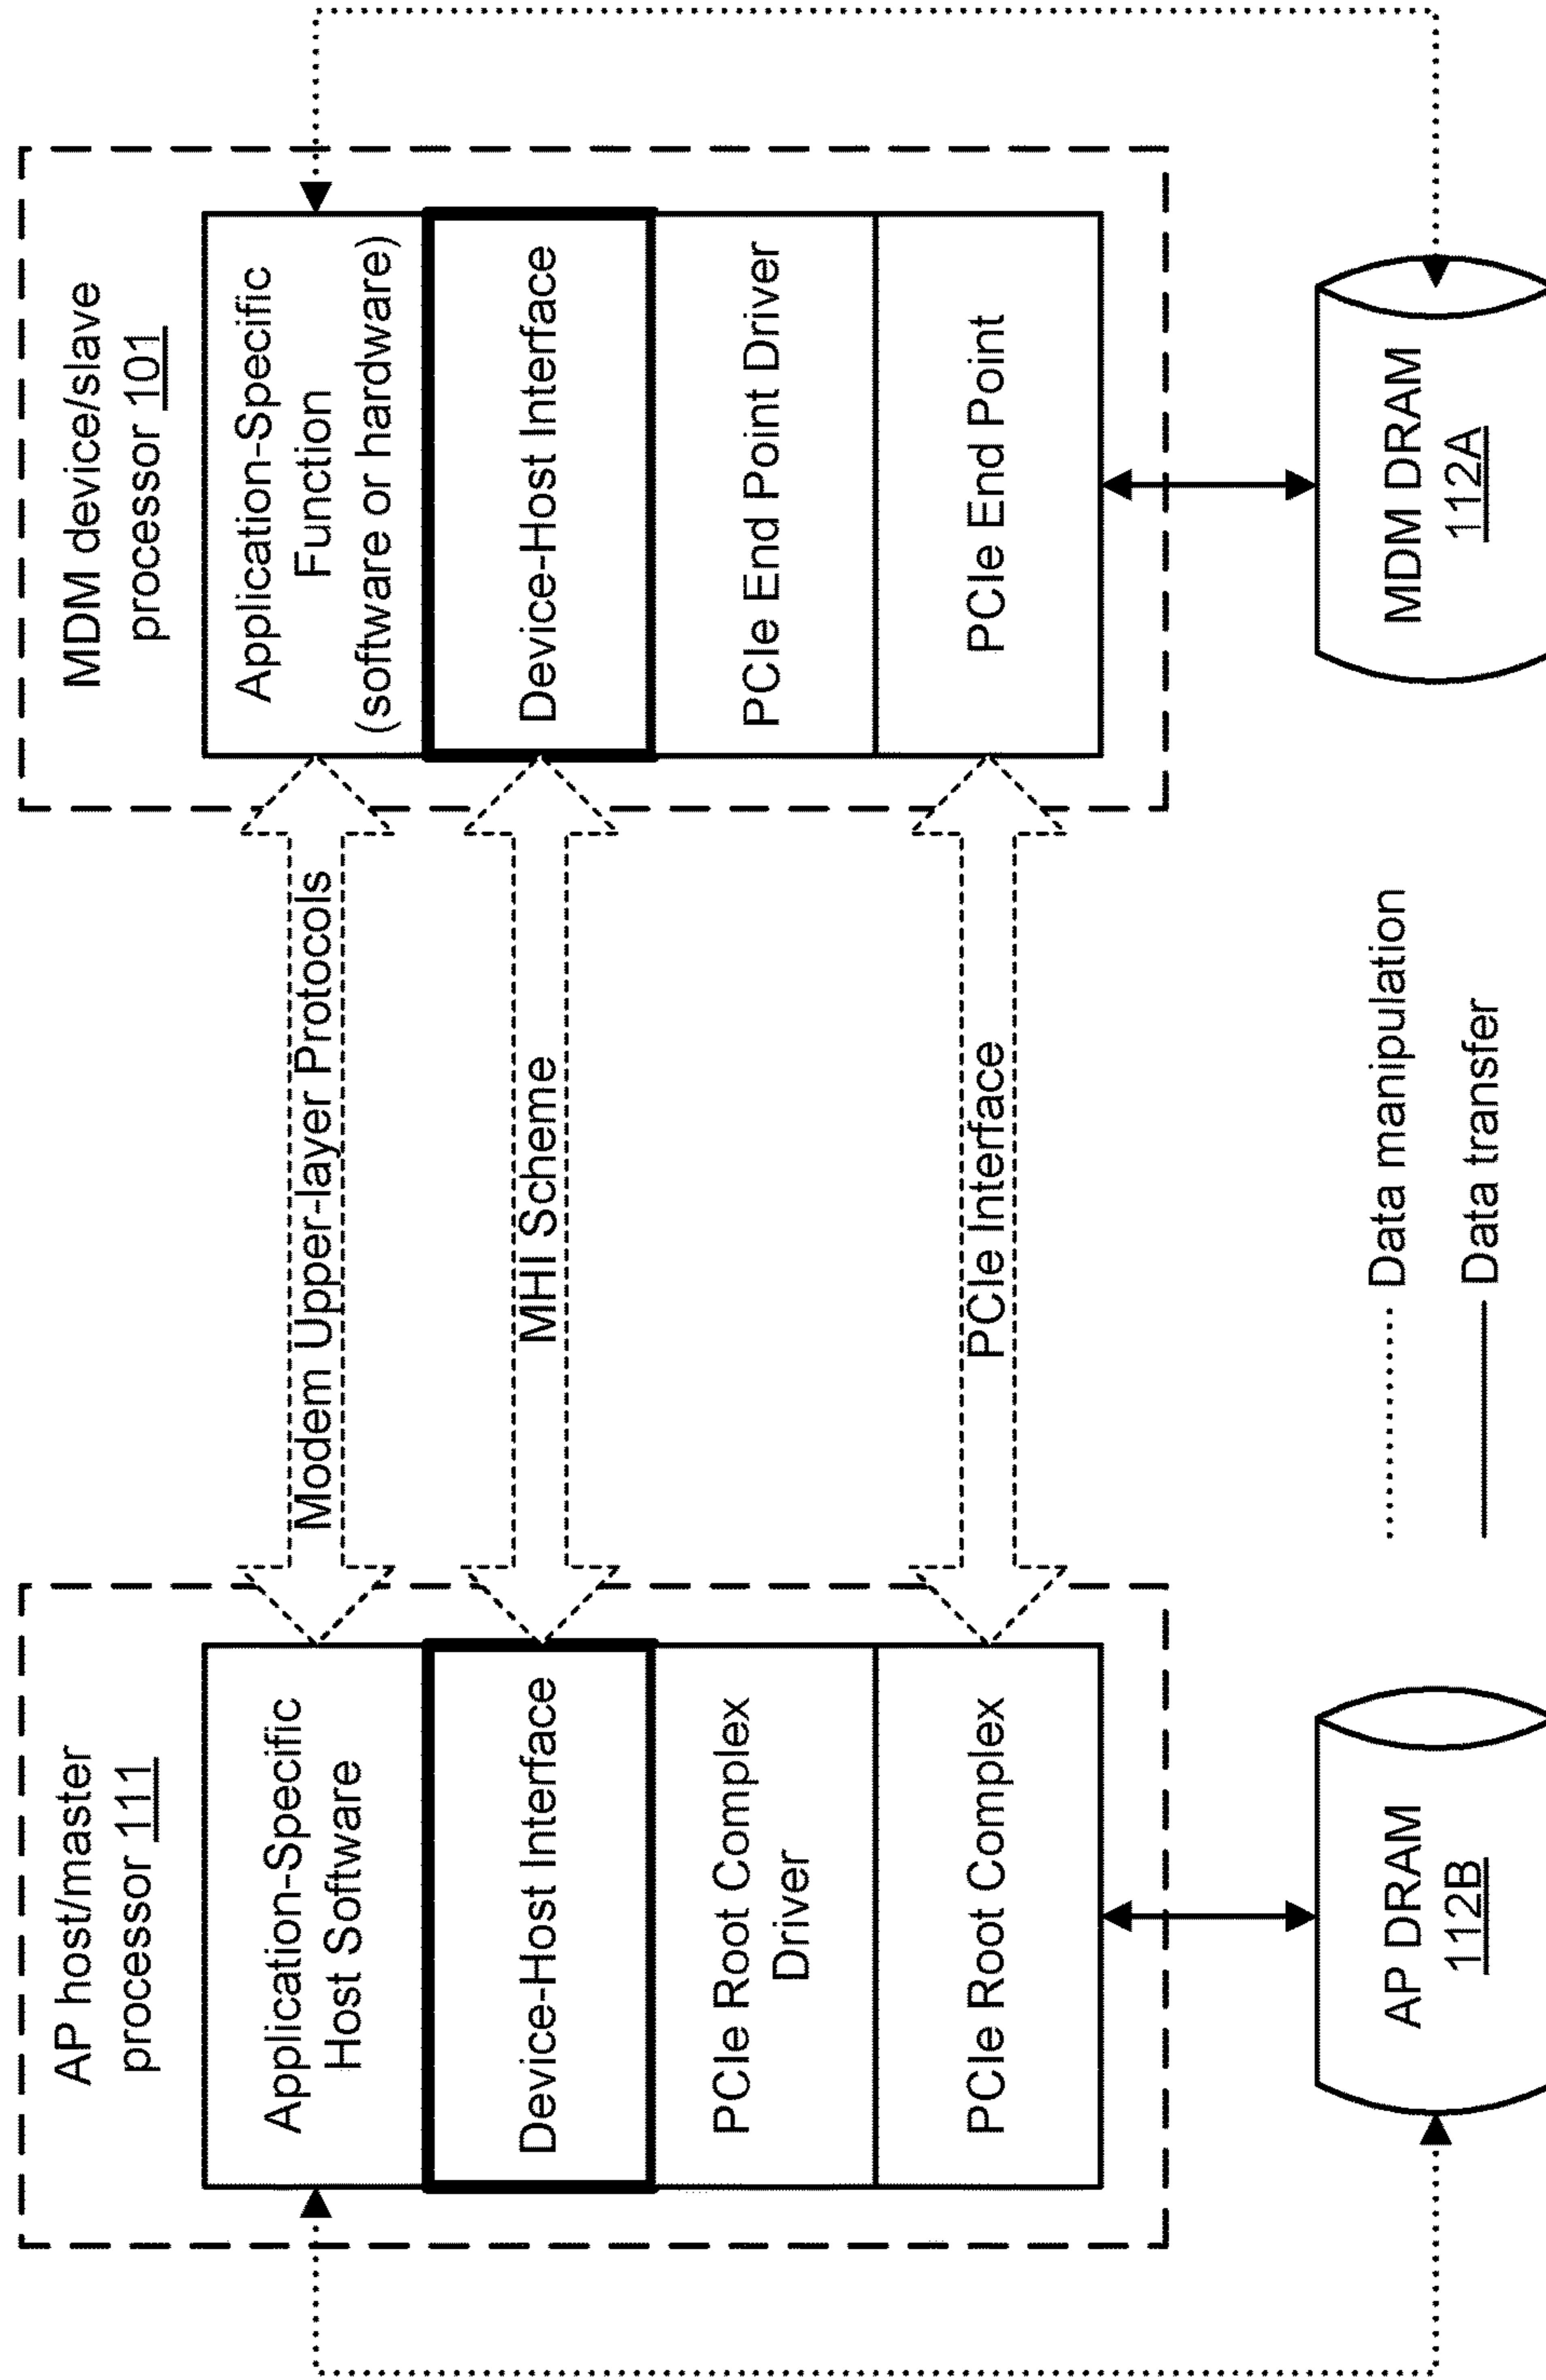 AP host/master
processor 111
Application-Specific
Host Software
Device-Host Interface
PCIe Root Complex
Driver
PCIe Root Complex
AP DRAM
112B
Modem Upper-layer Protocols
MHI Scheme
PCIe Interface
Data manipulation
Data transfer
MDM device/slave
processor 101
Application-Specific
Function
(software or hardware)
Device-Host Interface
PCIe End Point Driver
PCIe End Point
MDM DRAM
112A